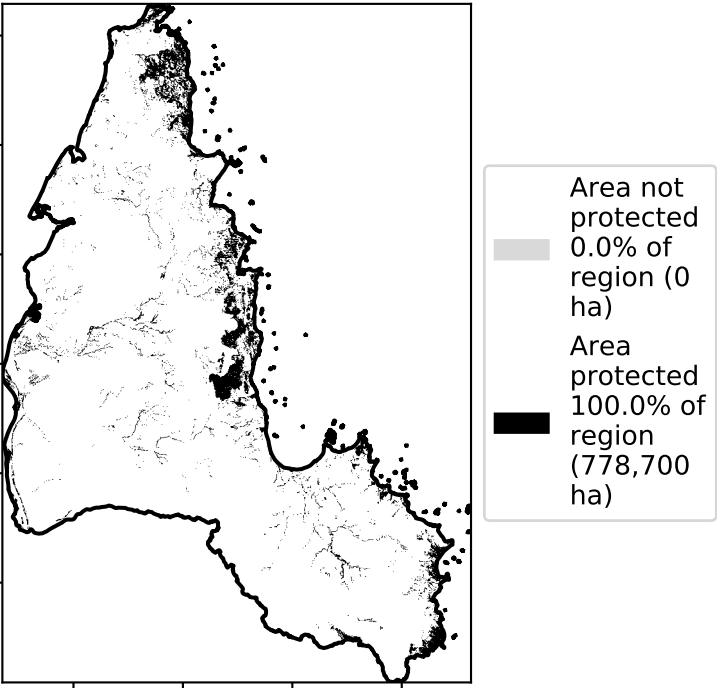 Area not
protected
0.0% of
region (0
ha)
Area
protected
100.0% of
region
(778,700
ha)